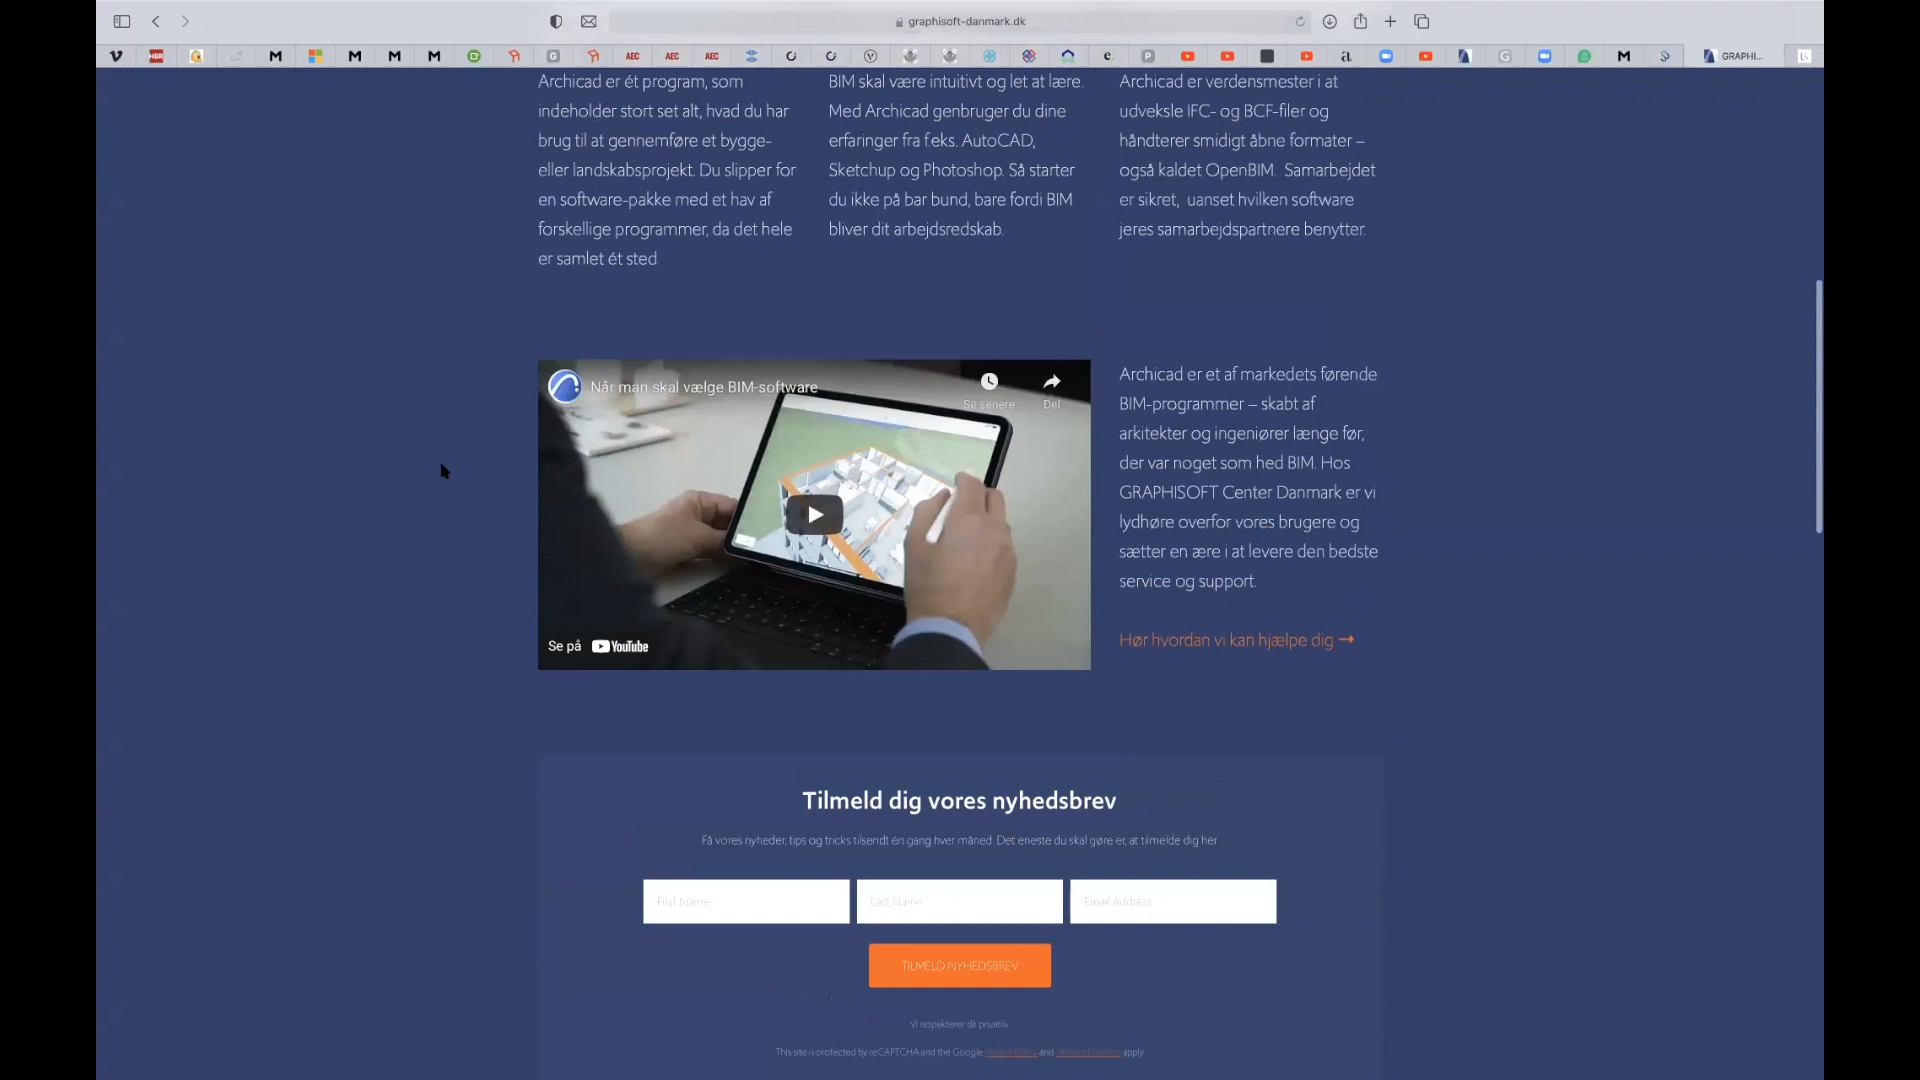 graphisoft-danmark.dk
GRAPHI...
Archicad er ét program, som
indeholder stort set alt, hvad du har
brug til at gennemføre et bygge-
eller landskabsprojekt. Du slipper for
en software-pakke med et hav af
forskellige programmer, da det hele
er samlet ét sted.
BIM skal være intuitivt og let at lære.
Med Archicad genbruger du dine
erfaringer fra f.eks. AutoCAD,
Sketchup og Photoshop. Så starter
du ikke på bar bund, bare fordi BIM
bliver dit arbejdsredskab.
Archicad er verdensmester i at
udveksle IFC- og BCF-filer og
håndterer smidigt åbne formater –
også kaldet OpenBIM. Samarbejdet
er sikret, uanset hvilken software
jeres samarbejdspartnere benytter.
Når man skal vælge BIM-software
Se senere
Del
Se på YouTube
Archicad er et af markedets førende
BIM-programmer – skabt af
arkitekter og ingeniører længe før,
der var noget som hed BIM. Hos
GRAPHISOFT Center Danmark er vi
lydhøre overfor vores brugere og
sætter en ære i at levere den bedste
service og support.
Hør hvordan vi kan hjælpe dig →
Tilmeld dig vores nyhedsbrev
Få vores nyheder, tips og tricks tilsendt én gang hver måned. Det eneste du skal gøre er, at tilmelde dig her
First Name
Last Name
Email Address
TILMELD NYHEDSBREV
Vi respekterer dit privatliv
This site is protected by reCAPTCHA and the Google Privacy Policy and Terms of Service apply